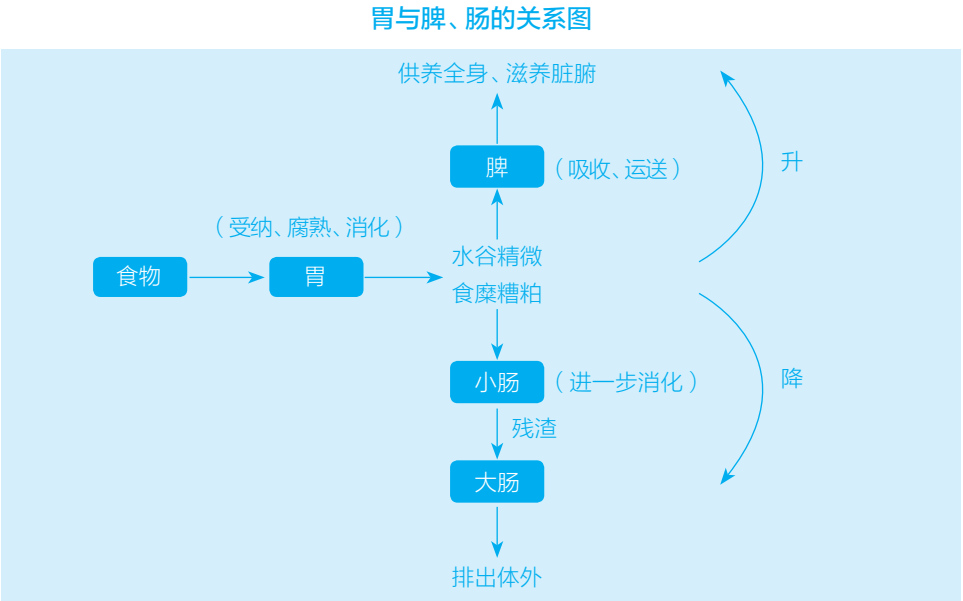 胃与脾、肠的关系图
供养全身、滋养脏腑
升
脾
（吸收、运送）
（受纳、腐熟、消化）
食物
胃
水谷精微
食糜糟粕
小肠
（进一步消化）
降
残渣
大肠
排出体外